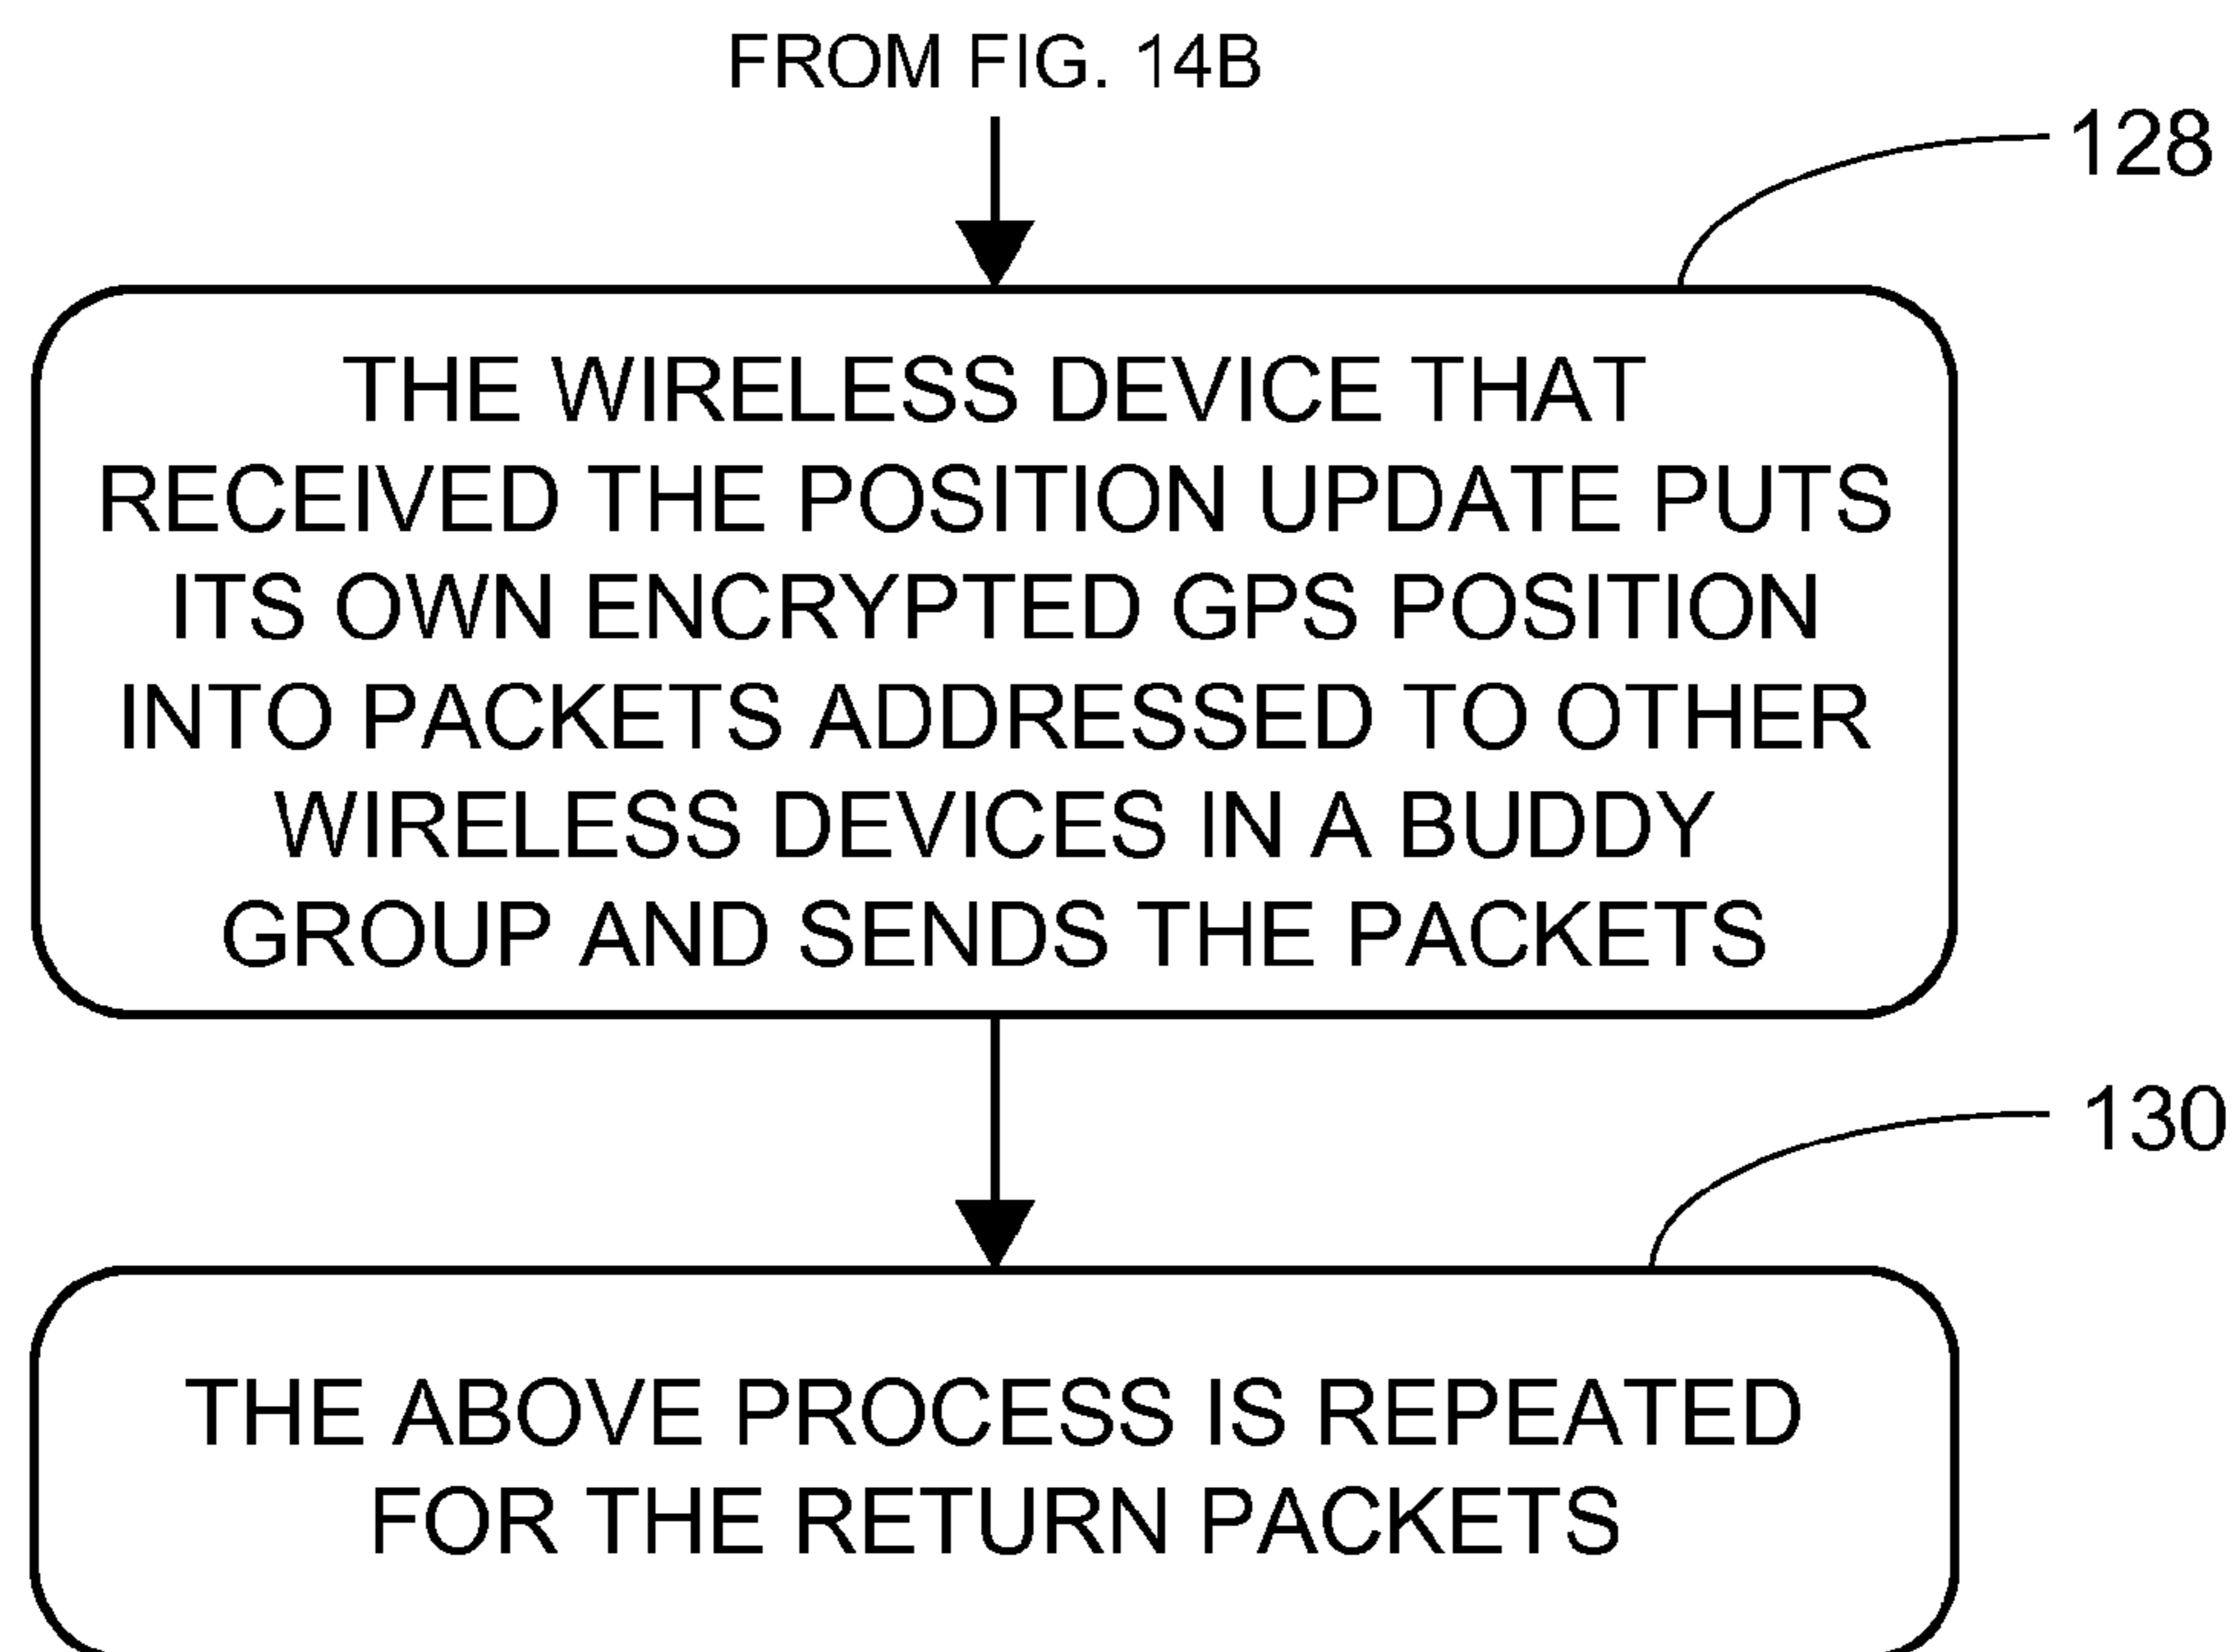 FROM FIG. 14B
128
THE WIRELESS DEVICE THAT
RECEIVED THE POSITION UPDATE PUTS
ITS OWN ENCRYPTED GPS POSITION
INTO PACKETS ADDRESSED TO OTHER
WIRELESS DEVICES IN A BUDDY
GROUP AND SENDS THE PACKETS
130
THE ABOVE PROCESS IS REPEATED
FOR THE RETURN PACKETS